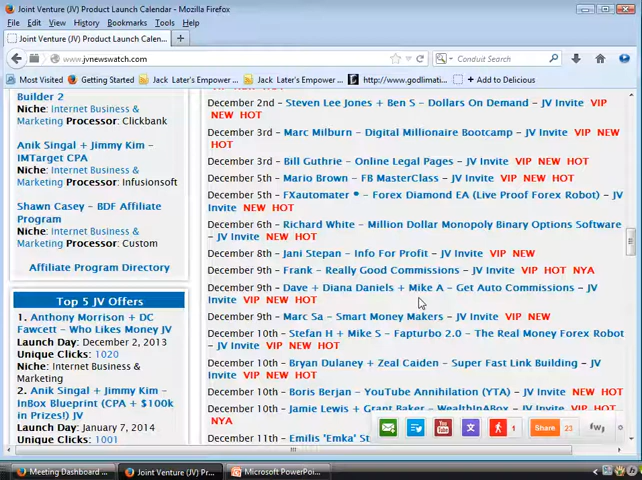 Joint Venture (JV) Product Launch Calendar - Mozilla Firefox
File Edit View History Bookmarks Tools Help
Joint Venture (JV) Product Launch Calen...
www.jvnewswatch.com
Conduit Search
Most Visited Getting Started Jack Later's Empower ... Jack Later's Empower ... http://www.godlimati... + Add to Delicious
Builder 2
Niche: Internet Business &
Marketing Processor: Clickbank
Anik Singal + Jimmy Kim -
IMTarget CPA
Niche: Internet Business &
Marketing Processor: Infusionsoft
Shawn Casey - BDF Affiliate
Program
Niche: Internet Business &
Marketing Processor: Custom
Affiliate Program Directory
Top 5 JV Offers
1. Anthony Morrison + DC
Fawcett - Who Likes Money JV
Launch Day: December 2, 2013
Unique Clicks: 1020
Niche: Internet Business &
Marketing
2. Anik Singal + Jimmy Kim -
InBox Blueprint (CPA + $100k
in Prizes!) JV
Launch Day: January 7, 2014
Unique Clicks: 1001
December 2nd - Steven Lee Jones + Ben S - Dollars On Demand - JV Invite VIP
NEW HOT
December 3rd - Marc Milburn - Digital Millionaire Bootcamp - JV Invite VIP NEW
HOT
December 3rd - Bill Guthrie - Online Legal Pages - JV Invite VIP NEW HOT
December 5th - Mario Brown - FB MasterClass - JV Invite VIP NEW HOT
December 5th - FXautomater ® - Forex Diamond EA (Live Proof Forex Robot) - JV
Invite NEW HOT
December 6th - Richard White - Million Dollar Monopoly Binary Options Software
- JV Invite NEW HOT
December 8th - Jani Stepan - Info For Profit - JV Invite VIP NEW
December 9th - Frank - Really Good Commissions - JV Invite VIP HOT NYA
December 9th - Dave + Diana Daniels + Mike A - Get Auto Commissions - JV
Invite VIP NEW HOT
December 9th - Marc Sa - Smart Money Makers - JV Invite VIP NEW
December 10th - Stefan H + Mike S - Fapturbo 2.0 - The Real Money Forex Robot
- JV Invite VIP NEW HOT
December 10th - Bryan Dulaney + Zeal Caiden - Super Fast Link Building - JV
Invite VIP NEW HOT
December 10th - Boris Berjan - YouTube Annihilation (YTA) - JV Invite NEW HOT
December 10th - Jamie Lewis + Grant Baker - WealthInABox - JV Invite VIP HOT
NYA
December 11th - Emilis 'Emka' St
You Tube 1 Share 23
Meeting Dashboard ... Joint Venture (JV) Pr... Microsoft PowerPoi...